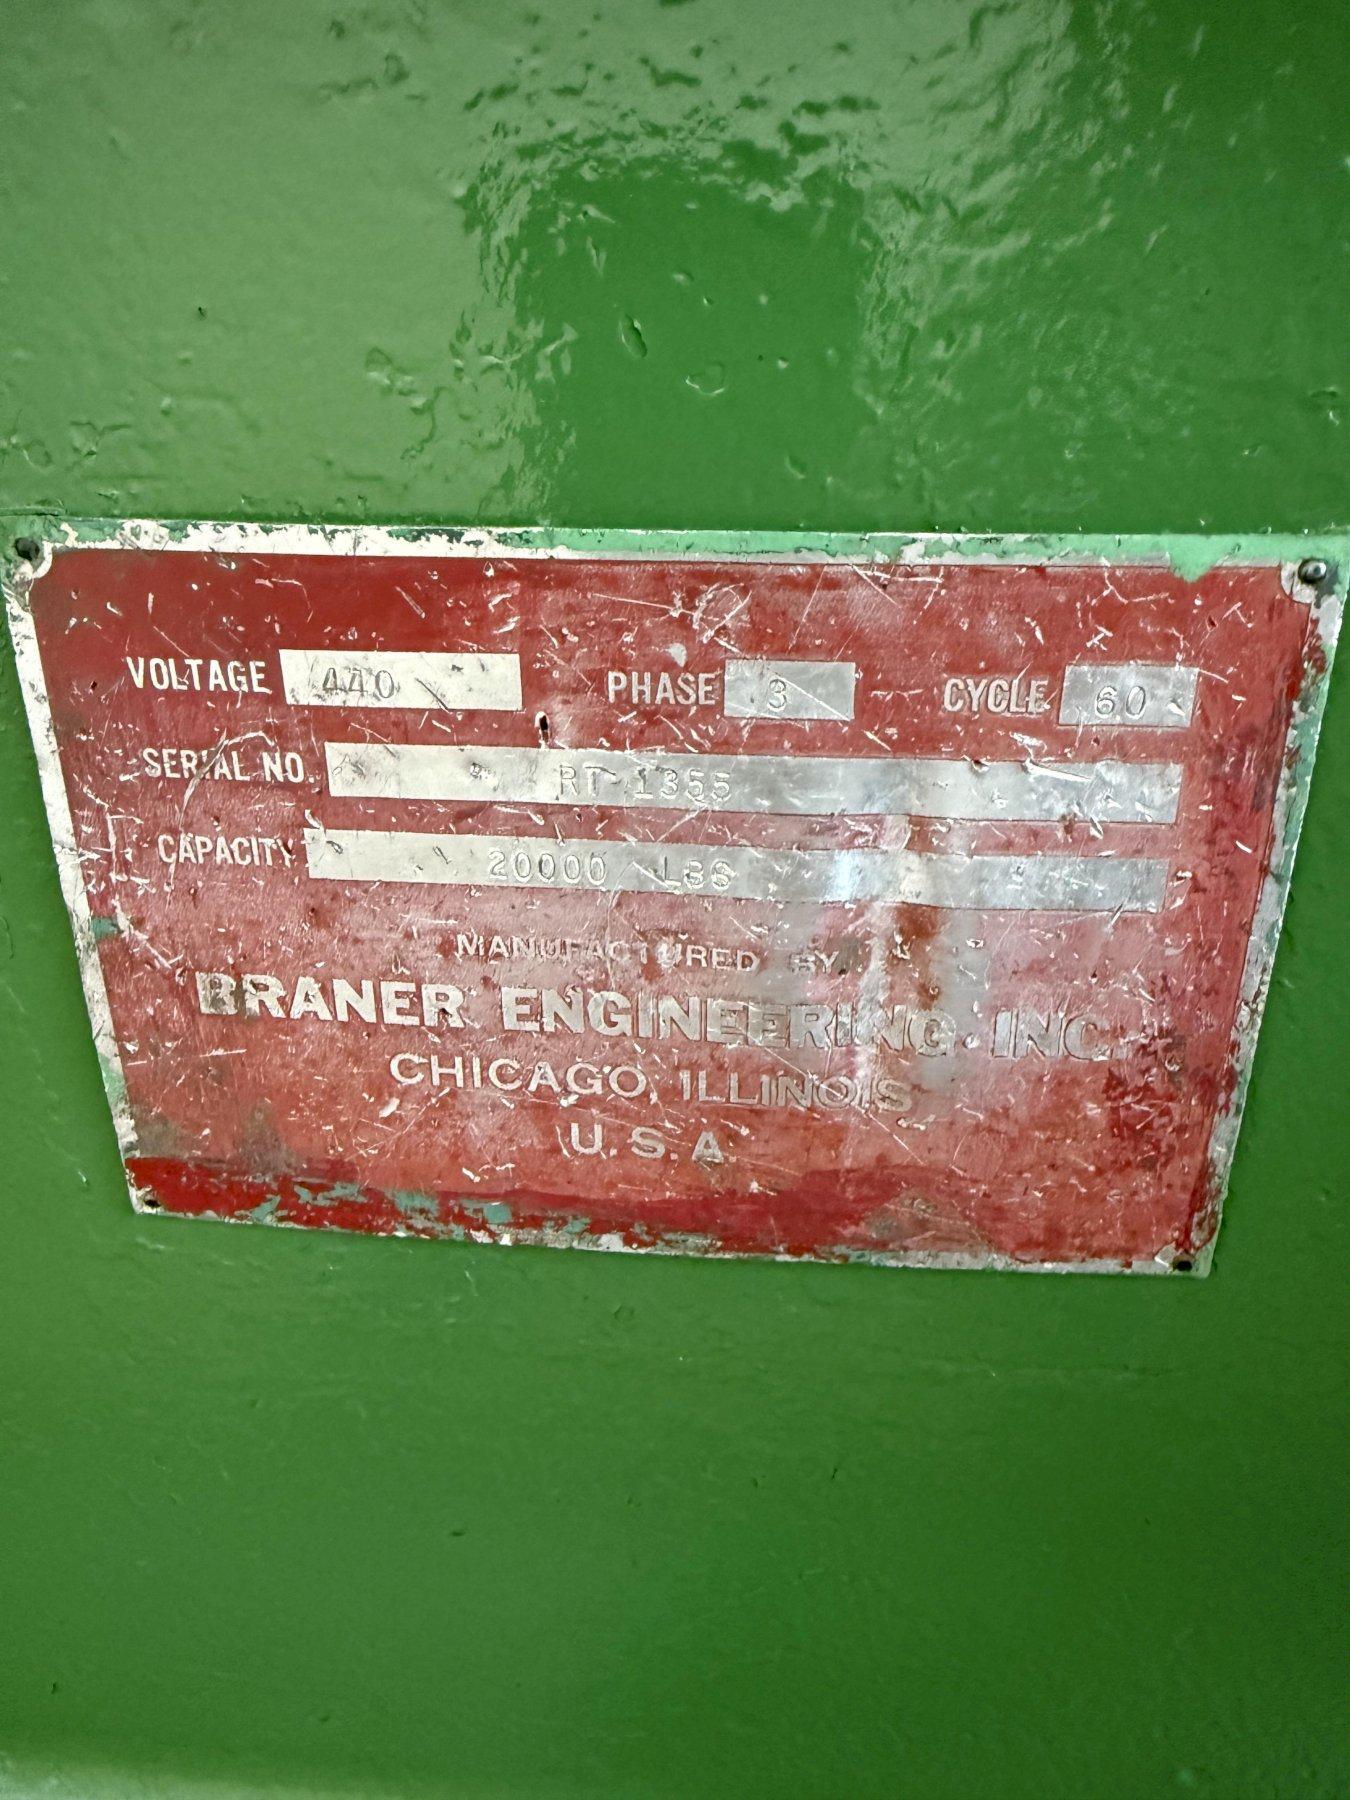 VOLTAGE 440 PHASE 3 CYCLE 60
SERIAL NO. RT-1355
CAPACITY 20000 LBS
MANUFACTURED BY
BRANER ENGINEERING, INC.
CHICAGO, ILLINOIS
U.S.A.